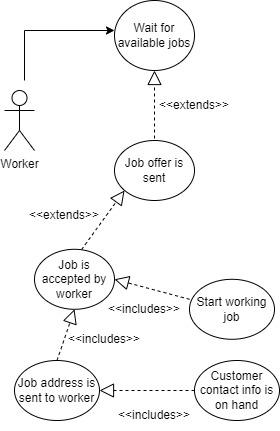 Wait for
available jobs
<<extends>>
Worker
Job offer is
sent
<<extends>>
Job is
accepted by
worker
<<includes>>
Start working
job
<<includes>>
Job address is
sent to worker
Customer
contact info is
on hand
<<includes>>